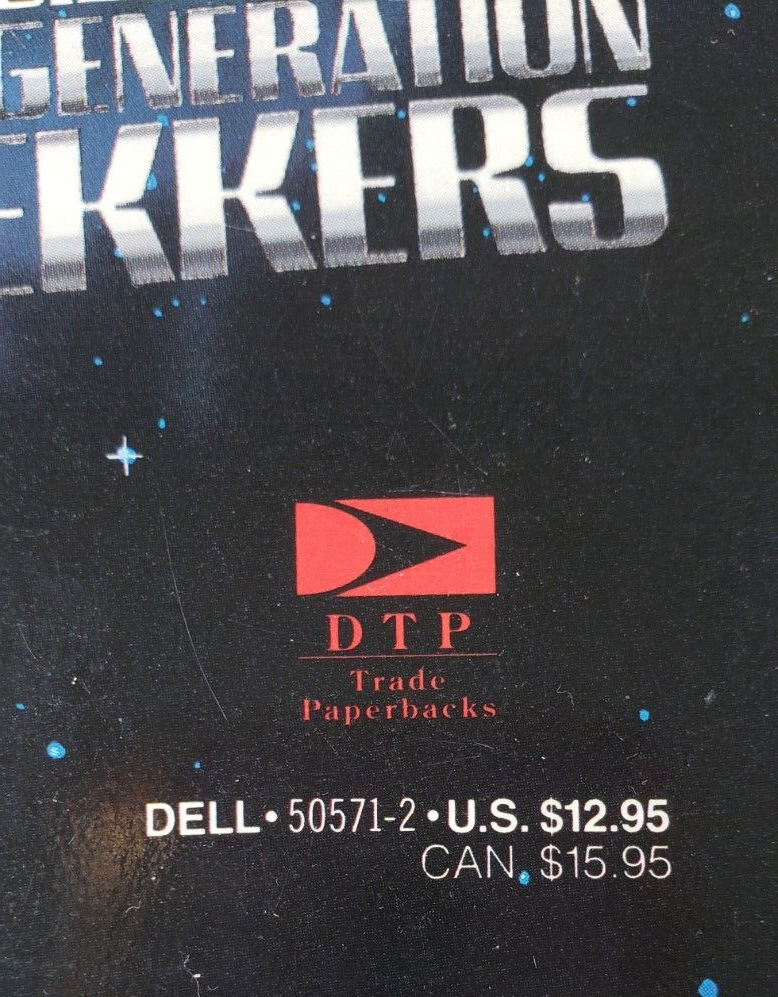 GENERATION
EKKERS
DTP
Trade
Paperbacks
DELL • 50571-2 • U.S. $12.95
CAN. $15.95